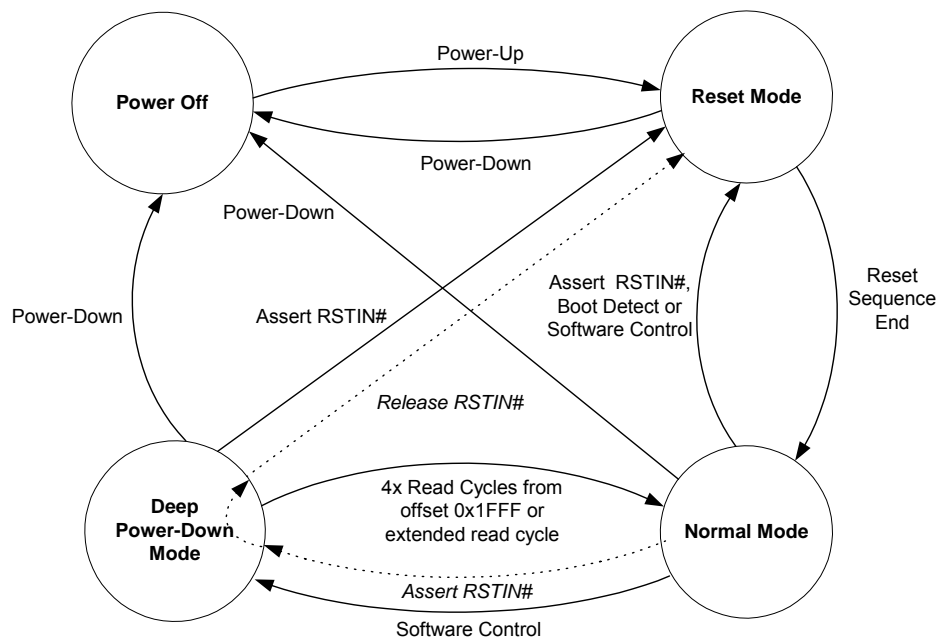 Power-Up
Power Off
Reset Mode
Power-Down
Power-Down
Power-Down
Assert RSTIN#
Assert RSTIN#,
Boot Detect or
Software Control
Reset
Sequence
End
Release RSTIN#
Deep
Power-Down
Mode
4x Read Cycles from
offset 0x1FFF or
extended read cycle
Normal Mode
Assert RSTIN#
Software Control